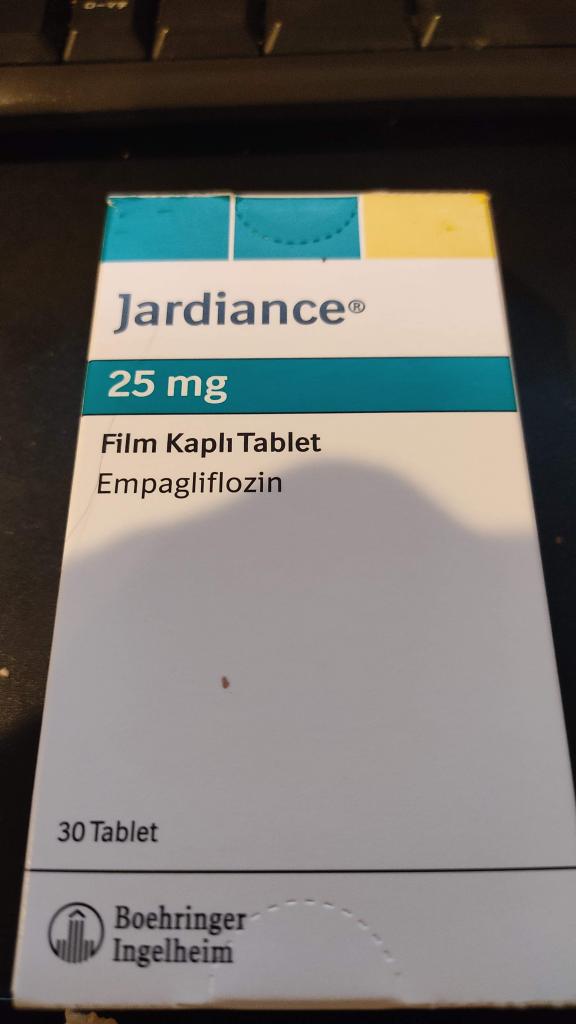 Jardiance®
25 mg
Film Kaplı Tablet
Empagliflozin
30 Tablet
Boehringer
Ingelheim